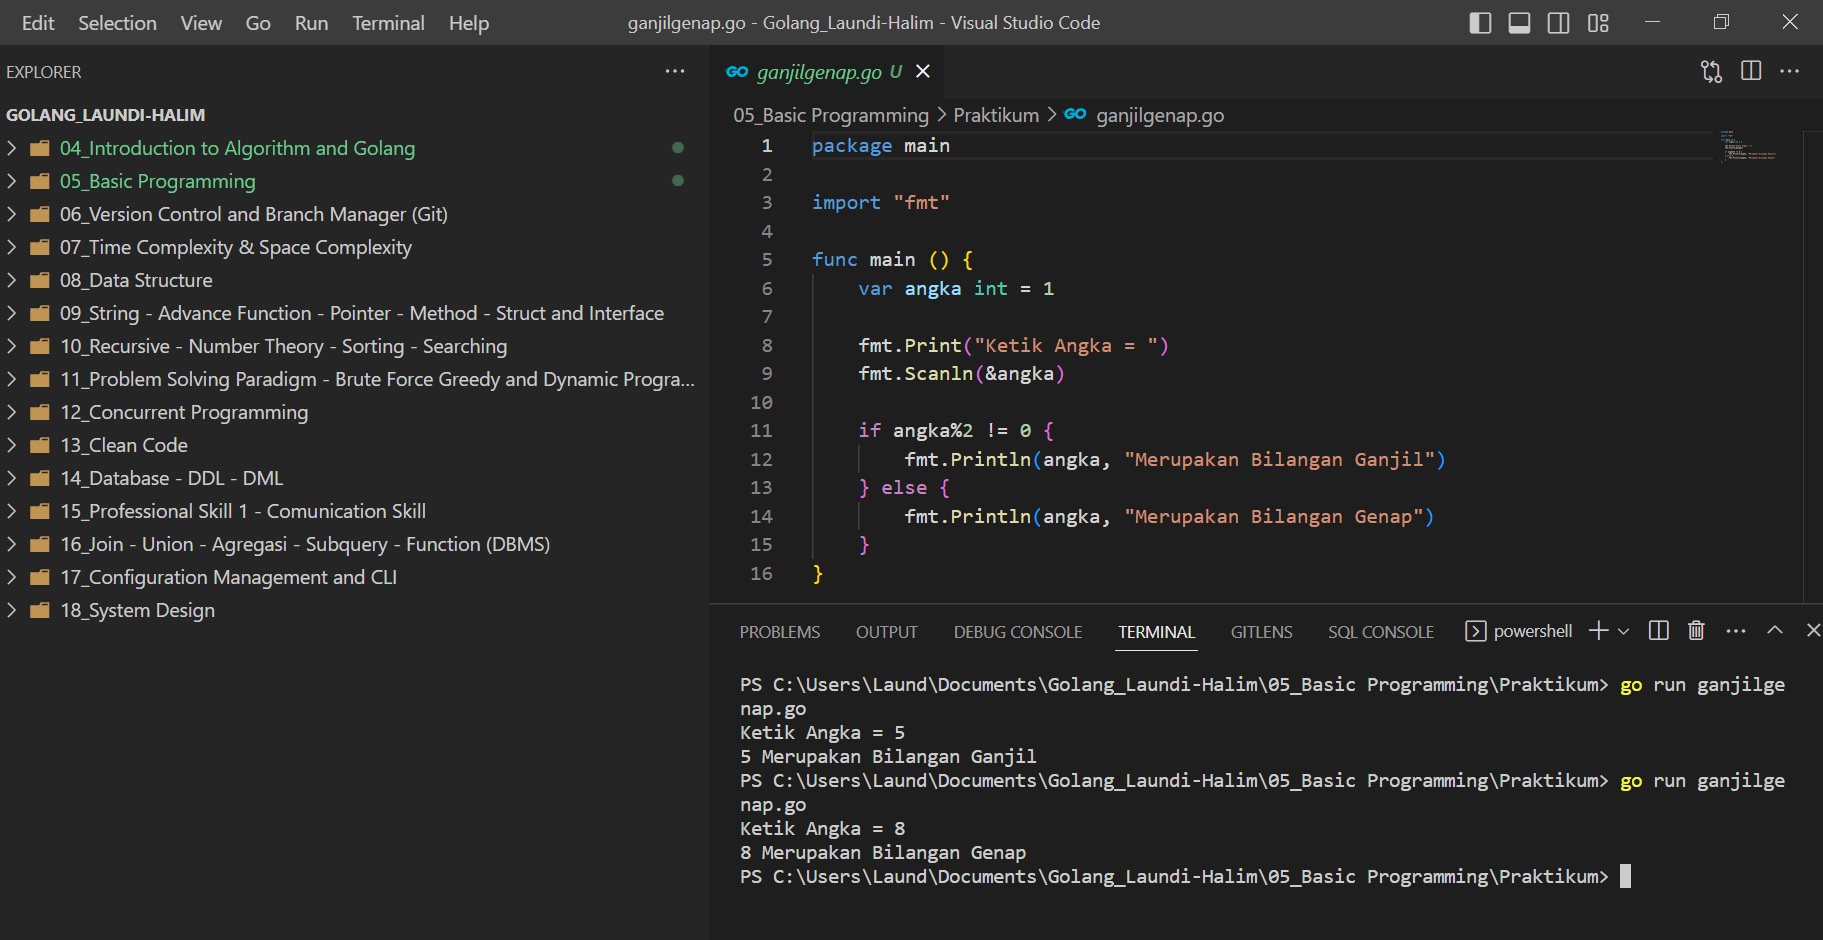 Edit Selection View Go Run Terminal Help ganjilgenap.go - Golang_Laundi-Halim - Visual Studio Code
EXPLORER
GOLANG_LAUNDI-HALIM
04_Introduction to Algorithm and Golang
05_Basic Programming
06_Version Control and Branch Manager (Git)
07_Time Complexity & Space Complexity
08_Data Structure
09_String - Advance Function - Pointer - Method - Struct and Interface
10_Recursive - Number Theory - Sorting - Searching
11_Problem Solving Paradigm - Brute Force Greedy and Dynamic Progra...
12_Concurrent Programming
13_Clean Code
14_Database - DDL - DML
15_Professional Skill 1 - Comunication Skill
16_Join - Union - Agregasi - Subquery - Function (DBMS)
17_Configuration Management and CLI
18_System Design
GO ganjilgenap.go U
05_Basic Programming > Praktikum > GO ganjilgenap.go
1 package main
2
3 import "fmt"
4
5 func main () {
6 var angka int = 1
7
8 fmt.Print("Ketik Angka = ")
9 fmt.Scanln(&angka)
10
11 if angka%2 != 0 {
12 fmt.Println(angka, "Merupakan Bilangan Ganjil")
13 } else {
14 fmt.Println(angka, "Merupakan Bilangan Genap")
15 }
16 }
PROBLEMS OUTPUT DEBUG CONSOLE TERMINAL GITLENS SQL CONSOLE powershell
PS C:\Users\Laund\Documents\Golang_Laundi-Halim\05_Basic Programming\Praktikum> go run ganjilge
nap.go
Ketik Angka = 5
5 Merupakan Bilangan Ganjil
PS C:\Users\Laund\Documents\Golang_Laundi-Halim\05_Basic Programming\Praktikum> go run ganjilge
nap.go
Ketik Angka = 8
8 Merupakan Bilangan Genap
PS C:\Users\Laund\Documents\Golang_Laundi-Halim\05_Basic Programming\Praktikum>